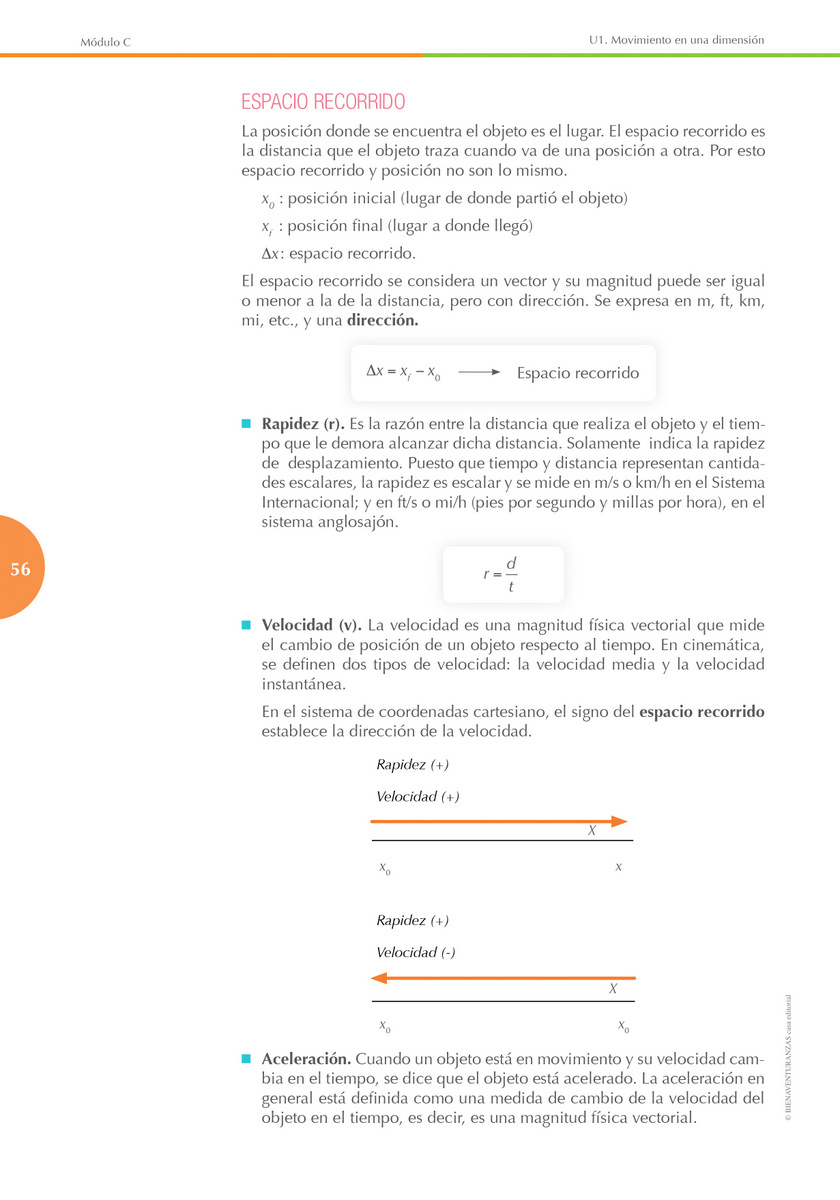 Módulo C
U1. Movimiento en una dimensión
ESPACIO RECORRIDO
La posición donde se encuentra el objeto es el lugar. El espacio recorrido es
la distancia que el objeto traza cuando va de una posición a otra. Por esto
espacio recorrido y posición no son lo mismo.
x₀ : posición inicial (lugar de donde partió el objeto)
x_f : posición final (lugar a donde llegó)
Δx: espacio recorrido.
El espacio recorrido se considera un vector y su magnitud puede ser igual
o menor a la de la distancia, pero con dirección. Se expresa en m, ft, km,
mi, etc., y una dirección.
Δx = x_f − x₀ → Espacio recorrido
Rapidez (r). Es la razón entre la distancia que realiza el objeto y el tiem-
po que le demora alcanzar dicha distancia. Solamente indica la rapidez
de desplazamiento. Puesto que tiempo y distancia representan cantida-
des escalares, la rapidez es escalar y se mide en m/s o km/h en el Sistema
Internacional; y en ft/s o mi/h (pies por segundo y millas por hora), en el
sistema anglosajón.
56
r = d/t
Velocidad (v). La velocidad es una magnitud física vectorial que mide
el cambio de posición de un objeto respecto al tiempo. En cinemática,
se definen dos tipos de velocidad: la velocidad media y la velocidad
instantánea.
En el sistema de coordenadas cartesiano, el signo del espacio recorrido
establece la dirección de la velocidad.
Rapidez (+)
Velocidad (+)
X
x₀ x
Rapidez (+)
Velocidad (-)
X
x₀ x₀
Aceleración. Cuando un objeto está en movimiento y su velocidad cam-
bia en el tiempo, se dice que el objeto está acelerado. La aceleración en
general está definida como una medida de cambio de la velocidad del
objeto en el tiempo, es decir, es una magnitud física vectorial.
© BIENAVENTURANZAS casa editorial